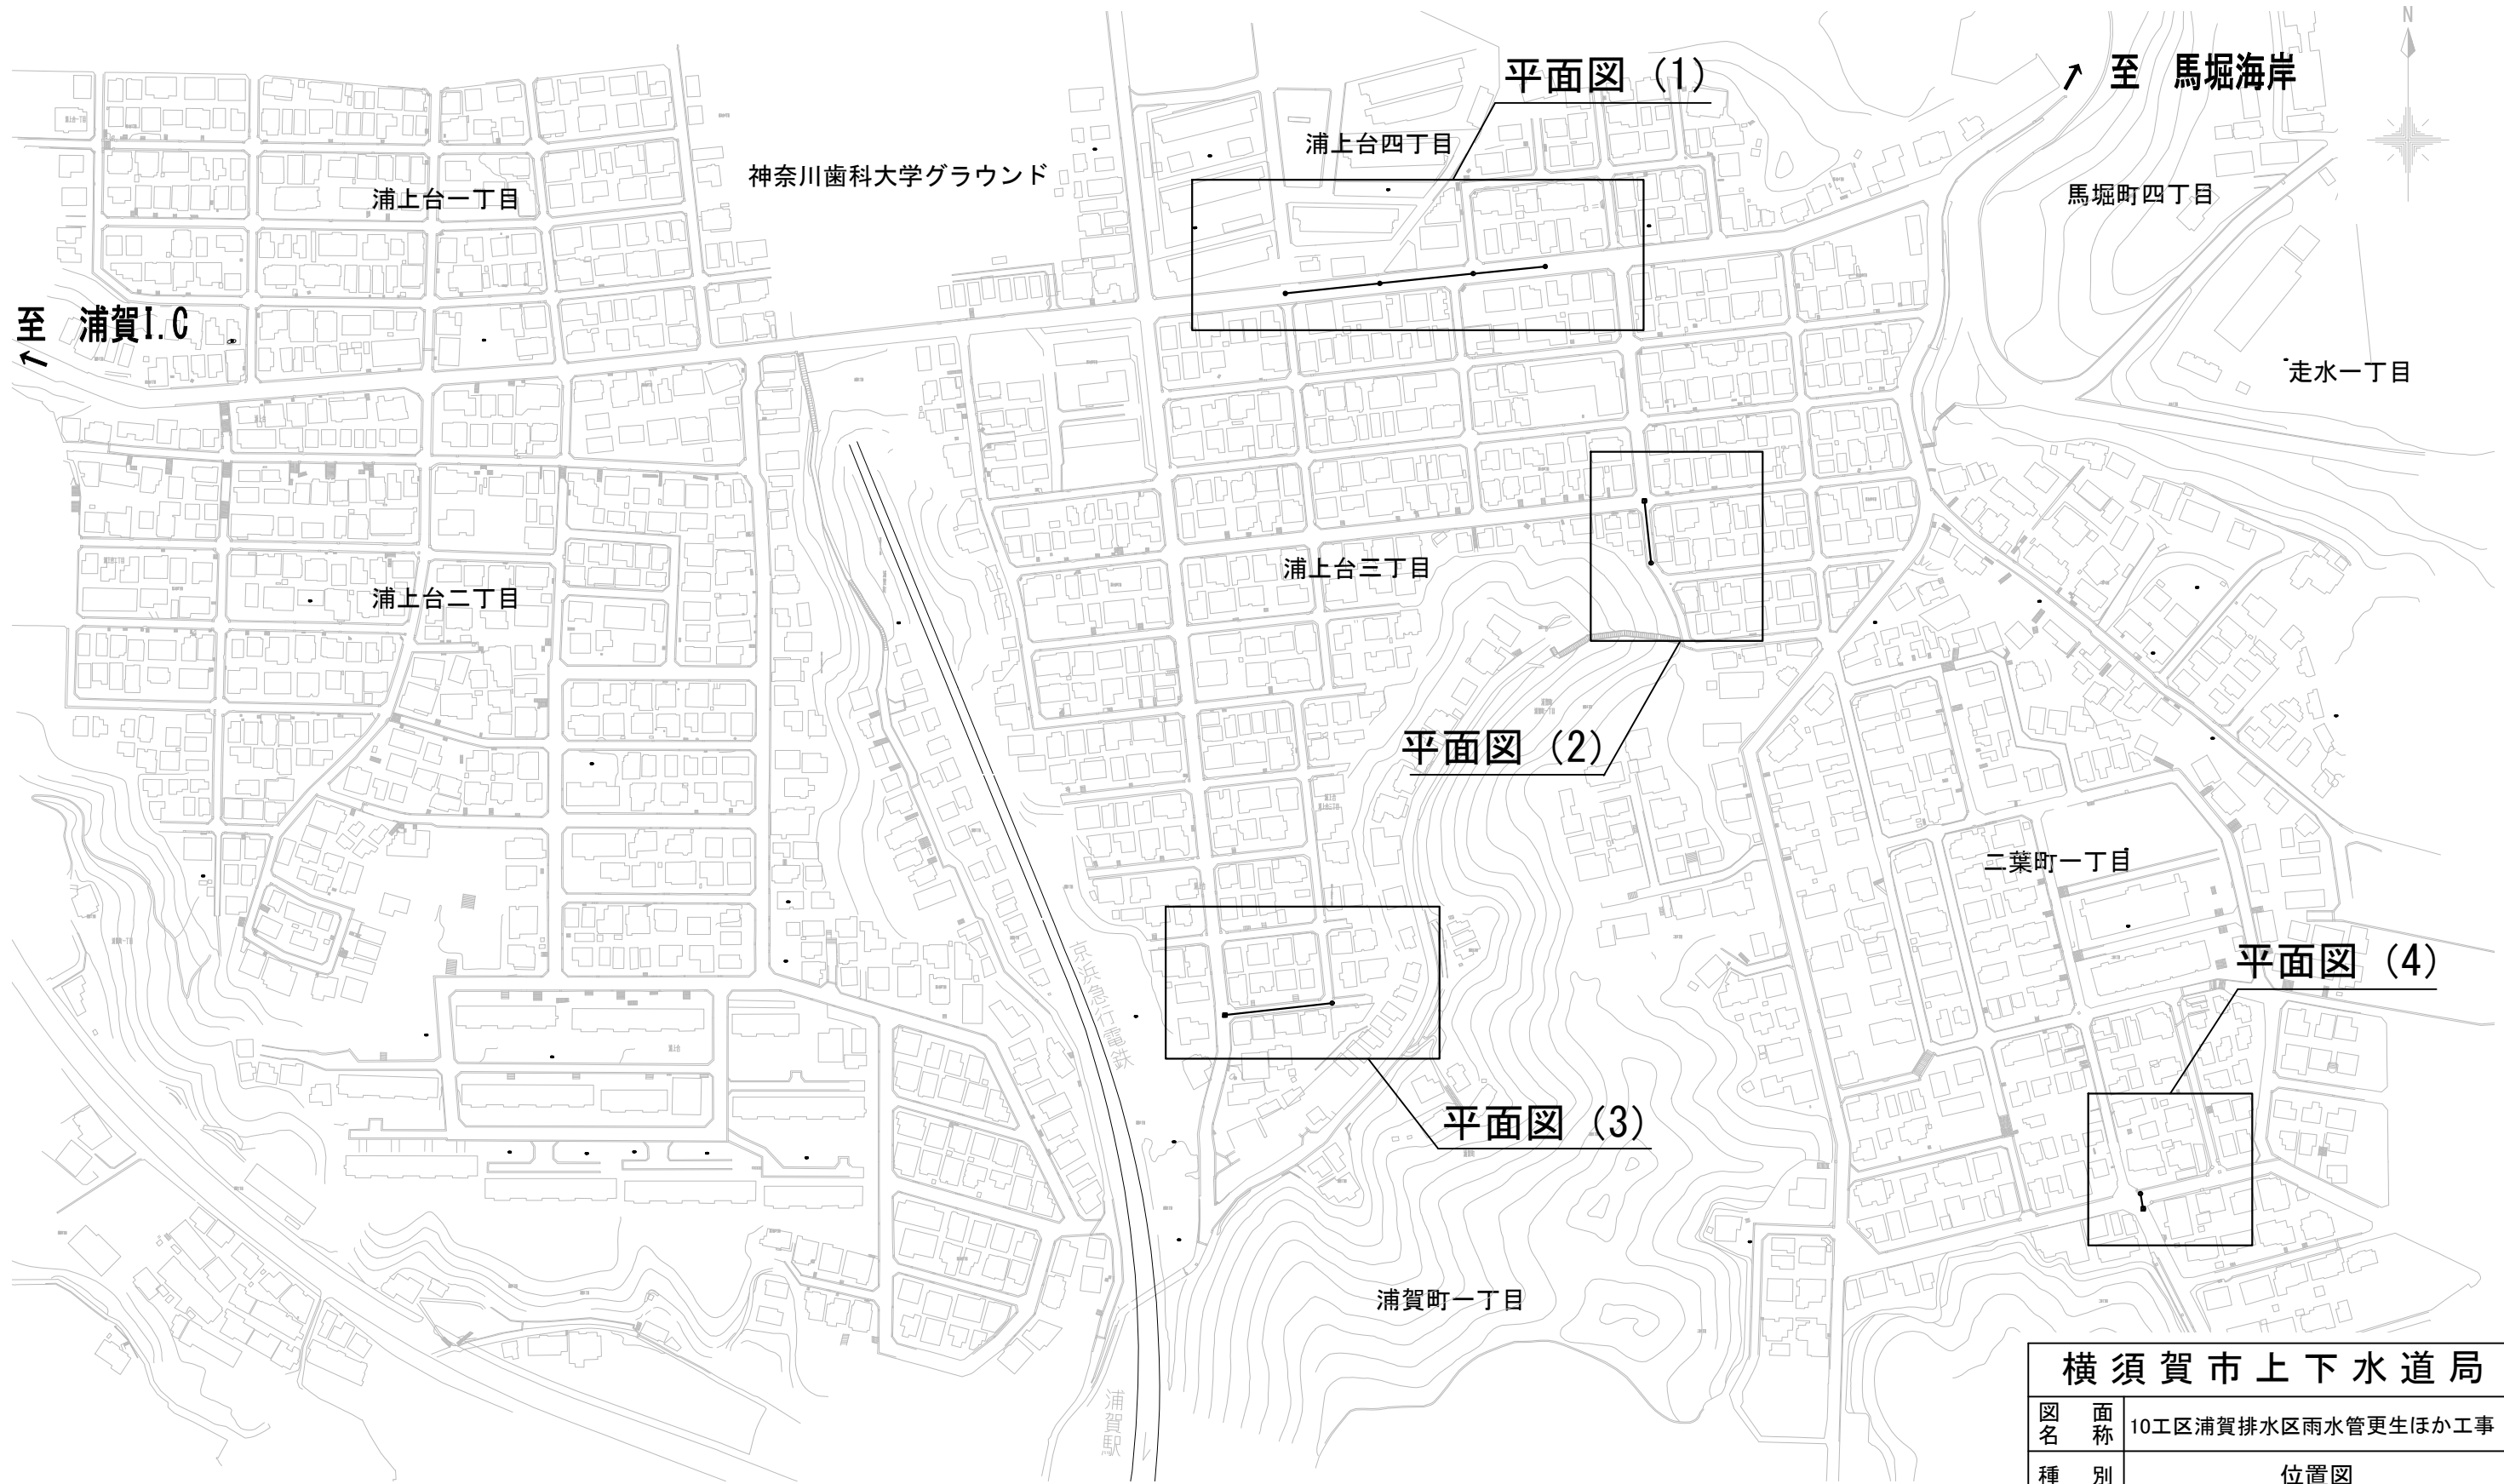 N
平面図 (1)
↗ 至 馬堀海岸
浦上台四丁目
神奈川歯科大学グラウンド
浦上台一丁目
馬堀町四丁目
至 浦賀I.C
←
走水一丁目
浦上台三丁目
浦上台二丁目
平面図 (2)
二葉町一丁目
京浜急行電鉄
平面図 (4)
平面図 (3)
浦賀町一丁目
浦賀駅
横須賀市上下水道局
図面名称 10工区浦賀排水区雨水管更生ほか工事
種別 位置図